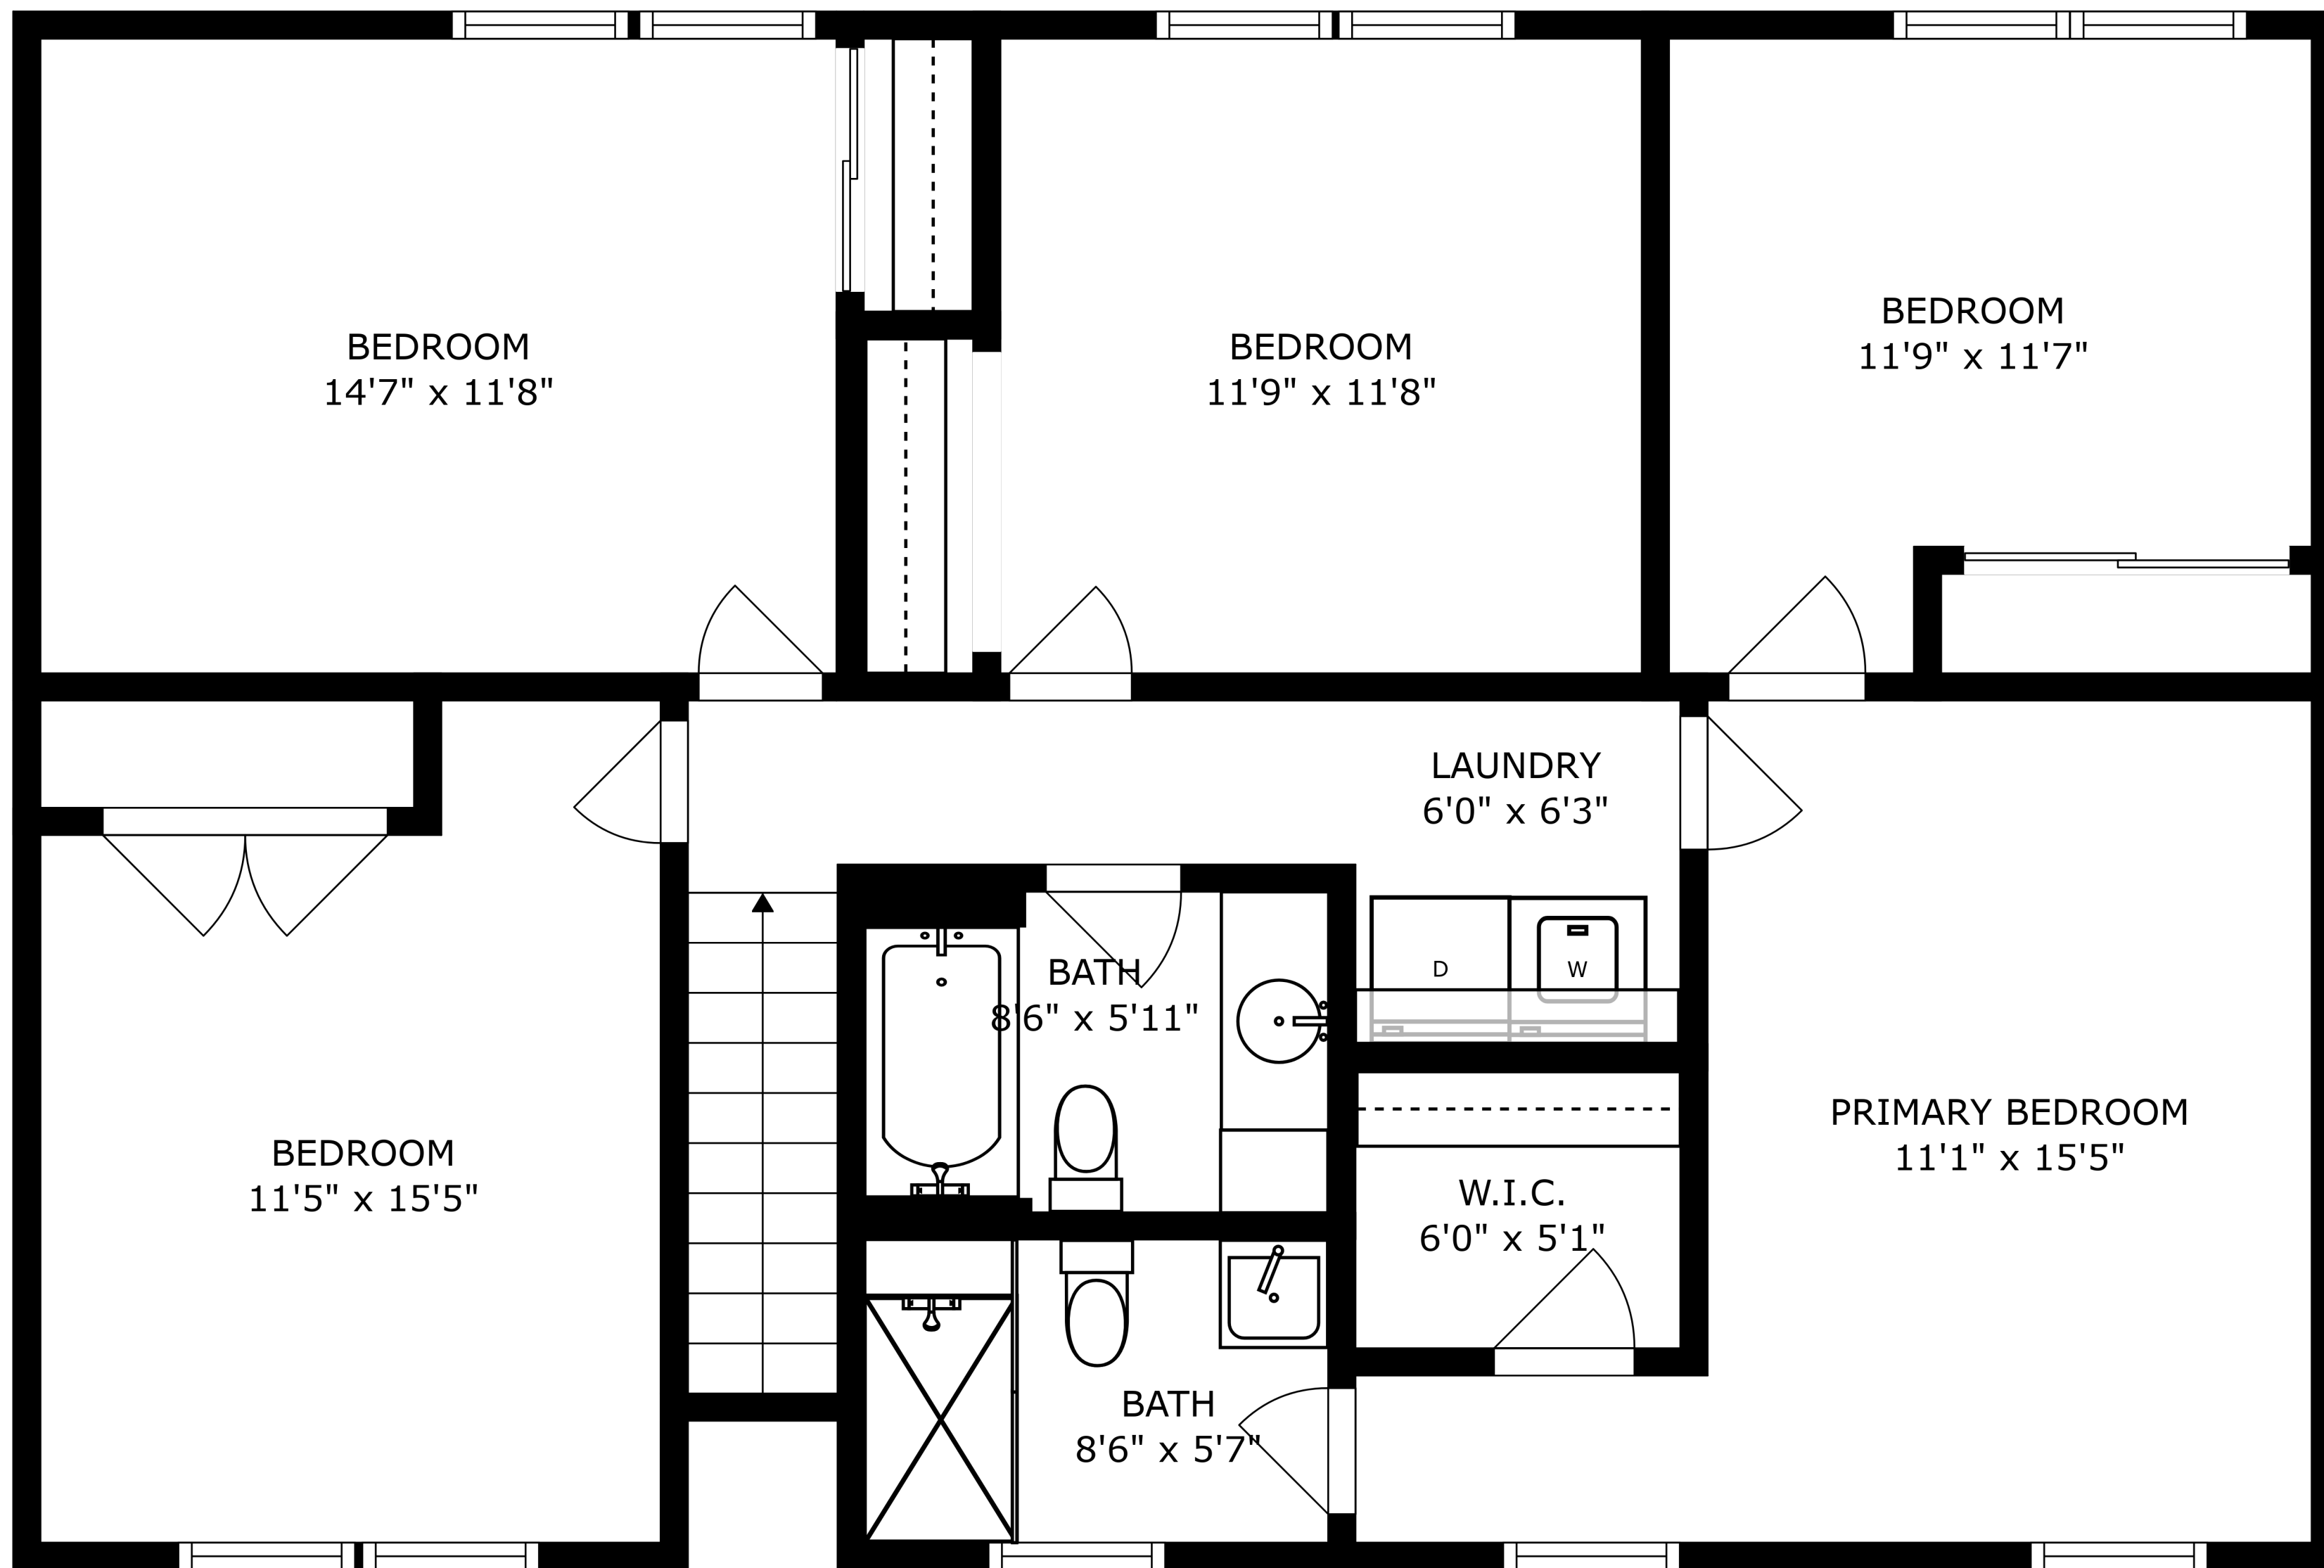 BEDROOM
14'7" x 11'8"
BEDROOM
11'9" x 11'8"
BEDROOM
11'9" x 11'7"
LAUNDRY
6'0" x 6'3"
D
W
BATH
8'6" x 5'11"
PRIMARY BEDROOM
11'1" x 15'5"
BEDROOM
11'5" x 15'5"
W.I.C.
6'0" x 5'1"
BATH
8'6" x 5'7"